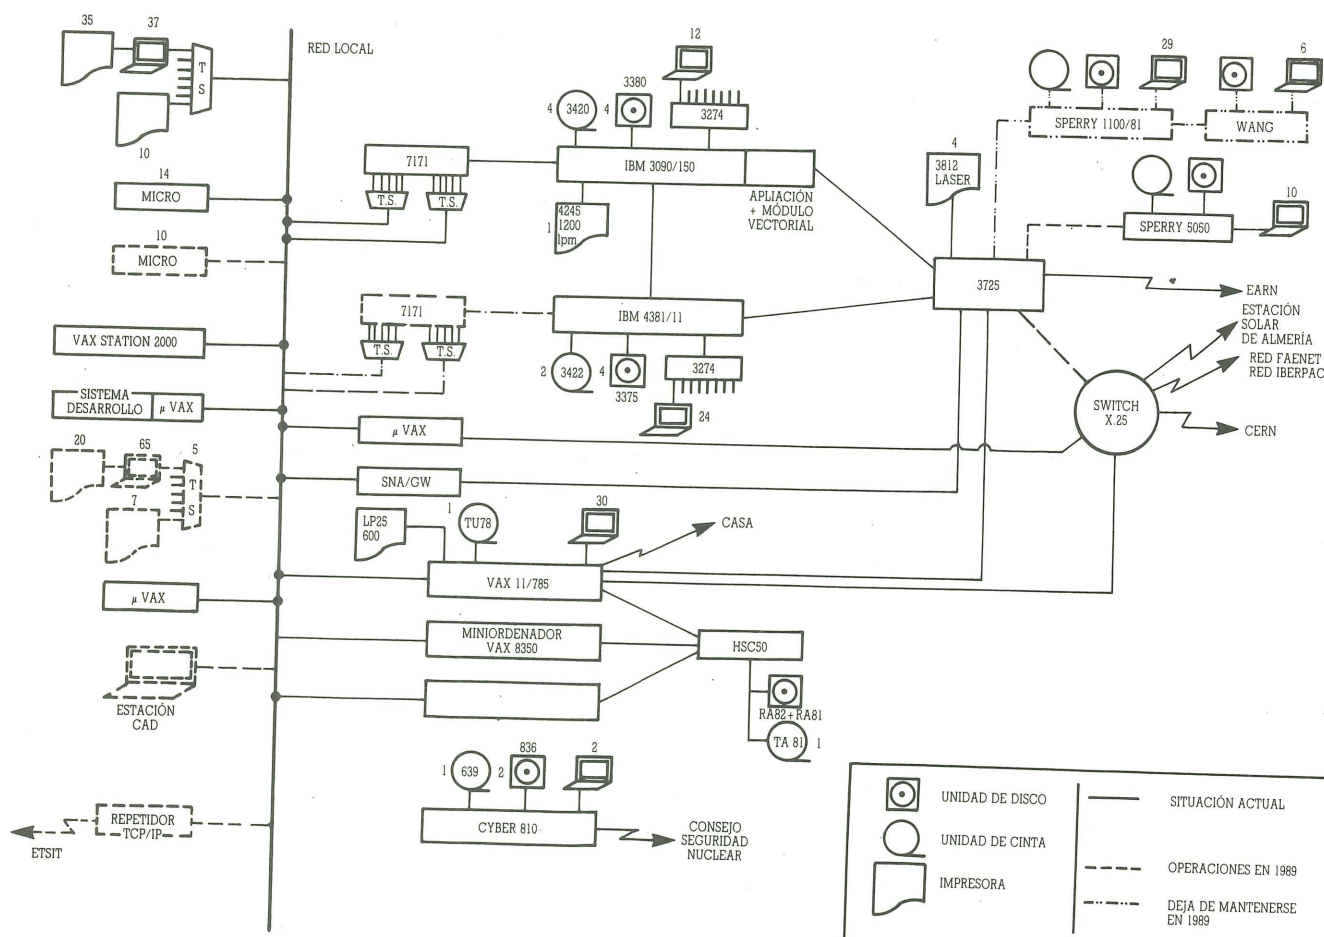 35
37
T
S
10
RED LOCAL
14
MICRO
10
MICRO
VAX STATION 2000
SISTEMA
DESARROLLO
µ VAX
20
65
5
7
T
S
µ VAX
ESTACIÓN
CAD
REPETIDOR
TCP/IP
ETSIT
12
4
3420
4
3380
3274
7171
T.S.
T.S.
IBM 3090/150
APLIACIÓN
+ MÓDULO
VECTORIAL
1
4245
1200
lpm
7171
T.S.
T.S.
IBM 4381/11
2
3422
4
3375
3274
24
µ VAX
SNA/GW
LP25
600
1
TU78
30
CASA
VAX 11/785
MINIORDENADOR
VAX 8350
HSC50
RA82+RA81
TA 81
1
1
639
2
836
2
CYBER 810
CONSEJO
SEGURIDAD
NUCLEAR
4
3812
LASER
29
6
SPERRY 1100/81
WANG
SPERRY 5050
10
3725
EARN
ESTACIÓN
SOLAR
DE ALMERÍA
RED FAENET
RED IBERPAC
SWITCH
X.25
CERN
UNIDAD DE DISCO
UNIDAD DE CINTA
IMPRESORA
SITUACIÓN ACTUAL
OPERACIONES EN 1989
DEJA DE MANTENERSE
EN 1989